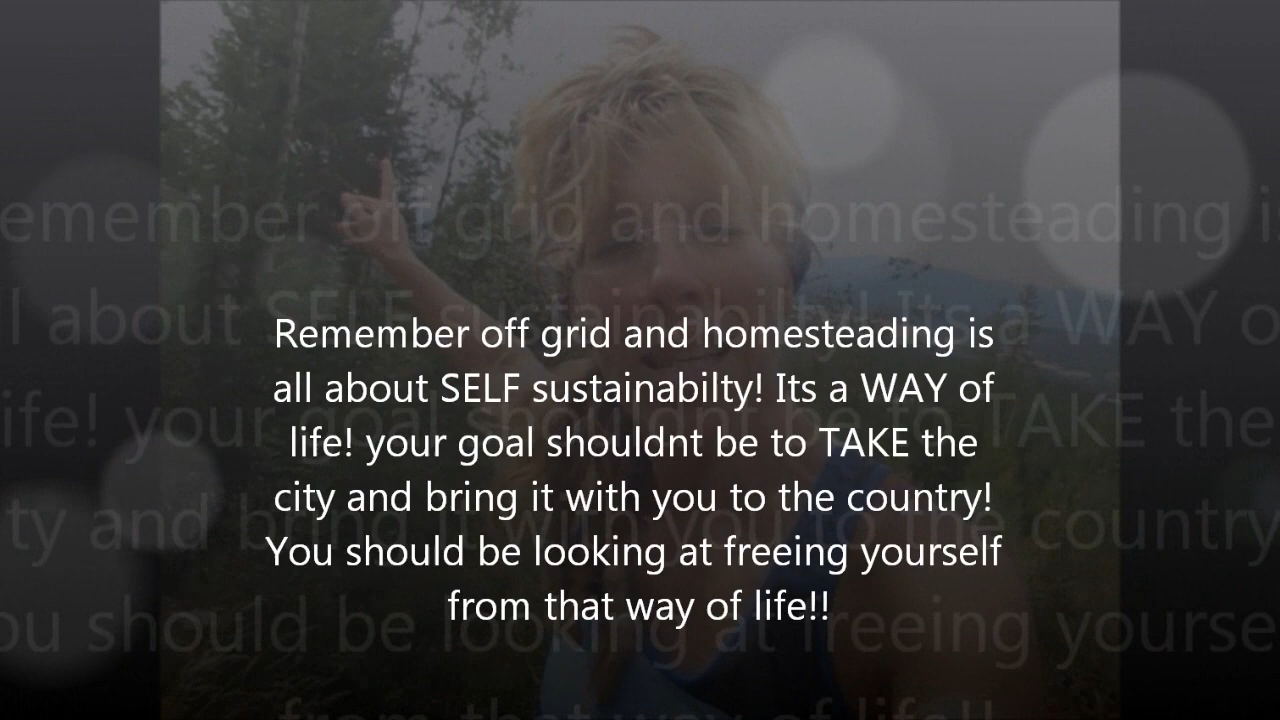 Remember off grid and homesteading is
all about SELF sustainabilty! Its a WAY of
life! your goal shouldnt be to TAKE the
city and bring it with you to the country!
You should be looking at freeing yourself
from that way of life!!